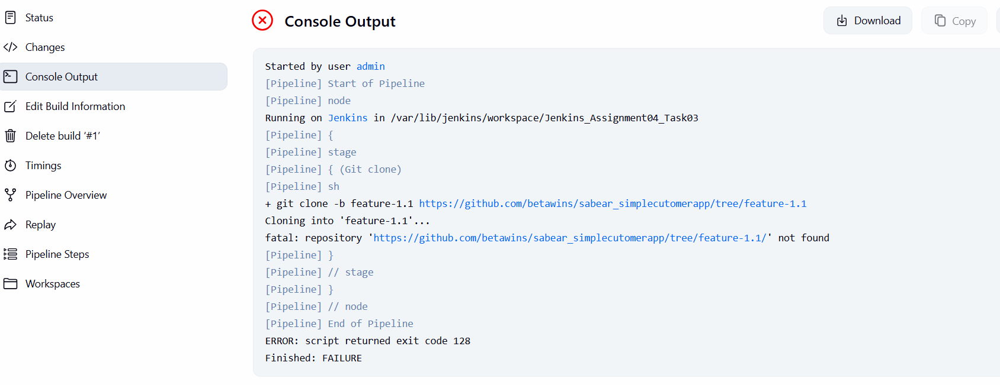 Status
Changes
Console Output
Edit Build Information
Delete build ‘#1’
Timings
Pipeline Overview
Replay
Pipeline Steps
Workspaces
Console Output
Download
Copy
Started by user admin
[Pipeline] Start of Pipeline
[Pipeline] node
Running on Jenkins in /var/lib/jenkins/workspace/Jenkins_Assignment04_Task03
[Pipeline] {
[Pipeline] stage
[Pipeline] { (Git clone)
[Pipeline] sh
+ git clone -b feature-1.1 https://github.com/betawins/sabear_simplecutomerapp/tree/feature-1.1
Cloning into 'feature-1.1'...
fatal: repository 'https://github.com/betawins/sabear_simplecutomerapp/tree/feature-1.1/' not found
[Pipeline] }
[Pipeline] // stage
[Pipeline] }
[Pipeline] // node
[Pipeline] End of Pipeline
ERROR: script returned exit code 128
Finished: FAILURE